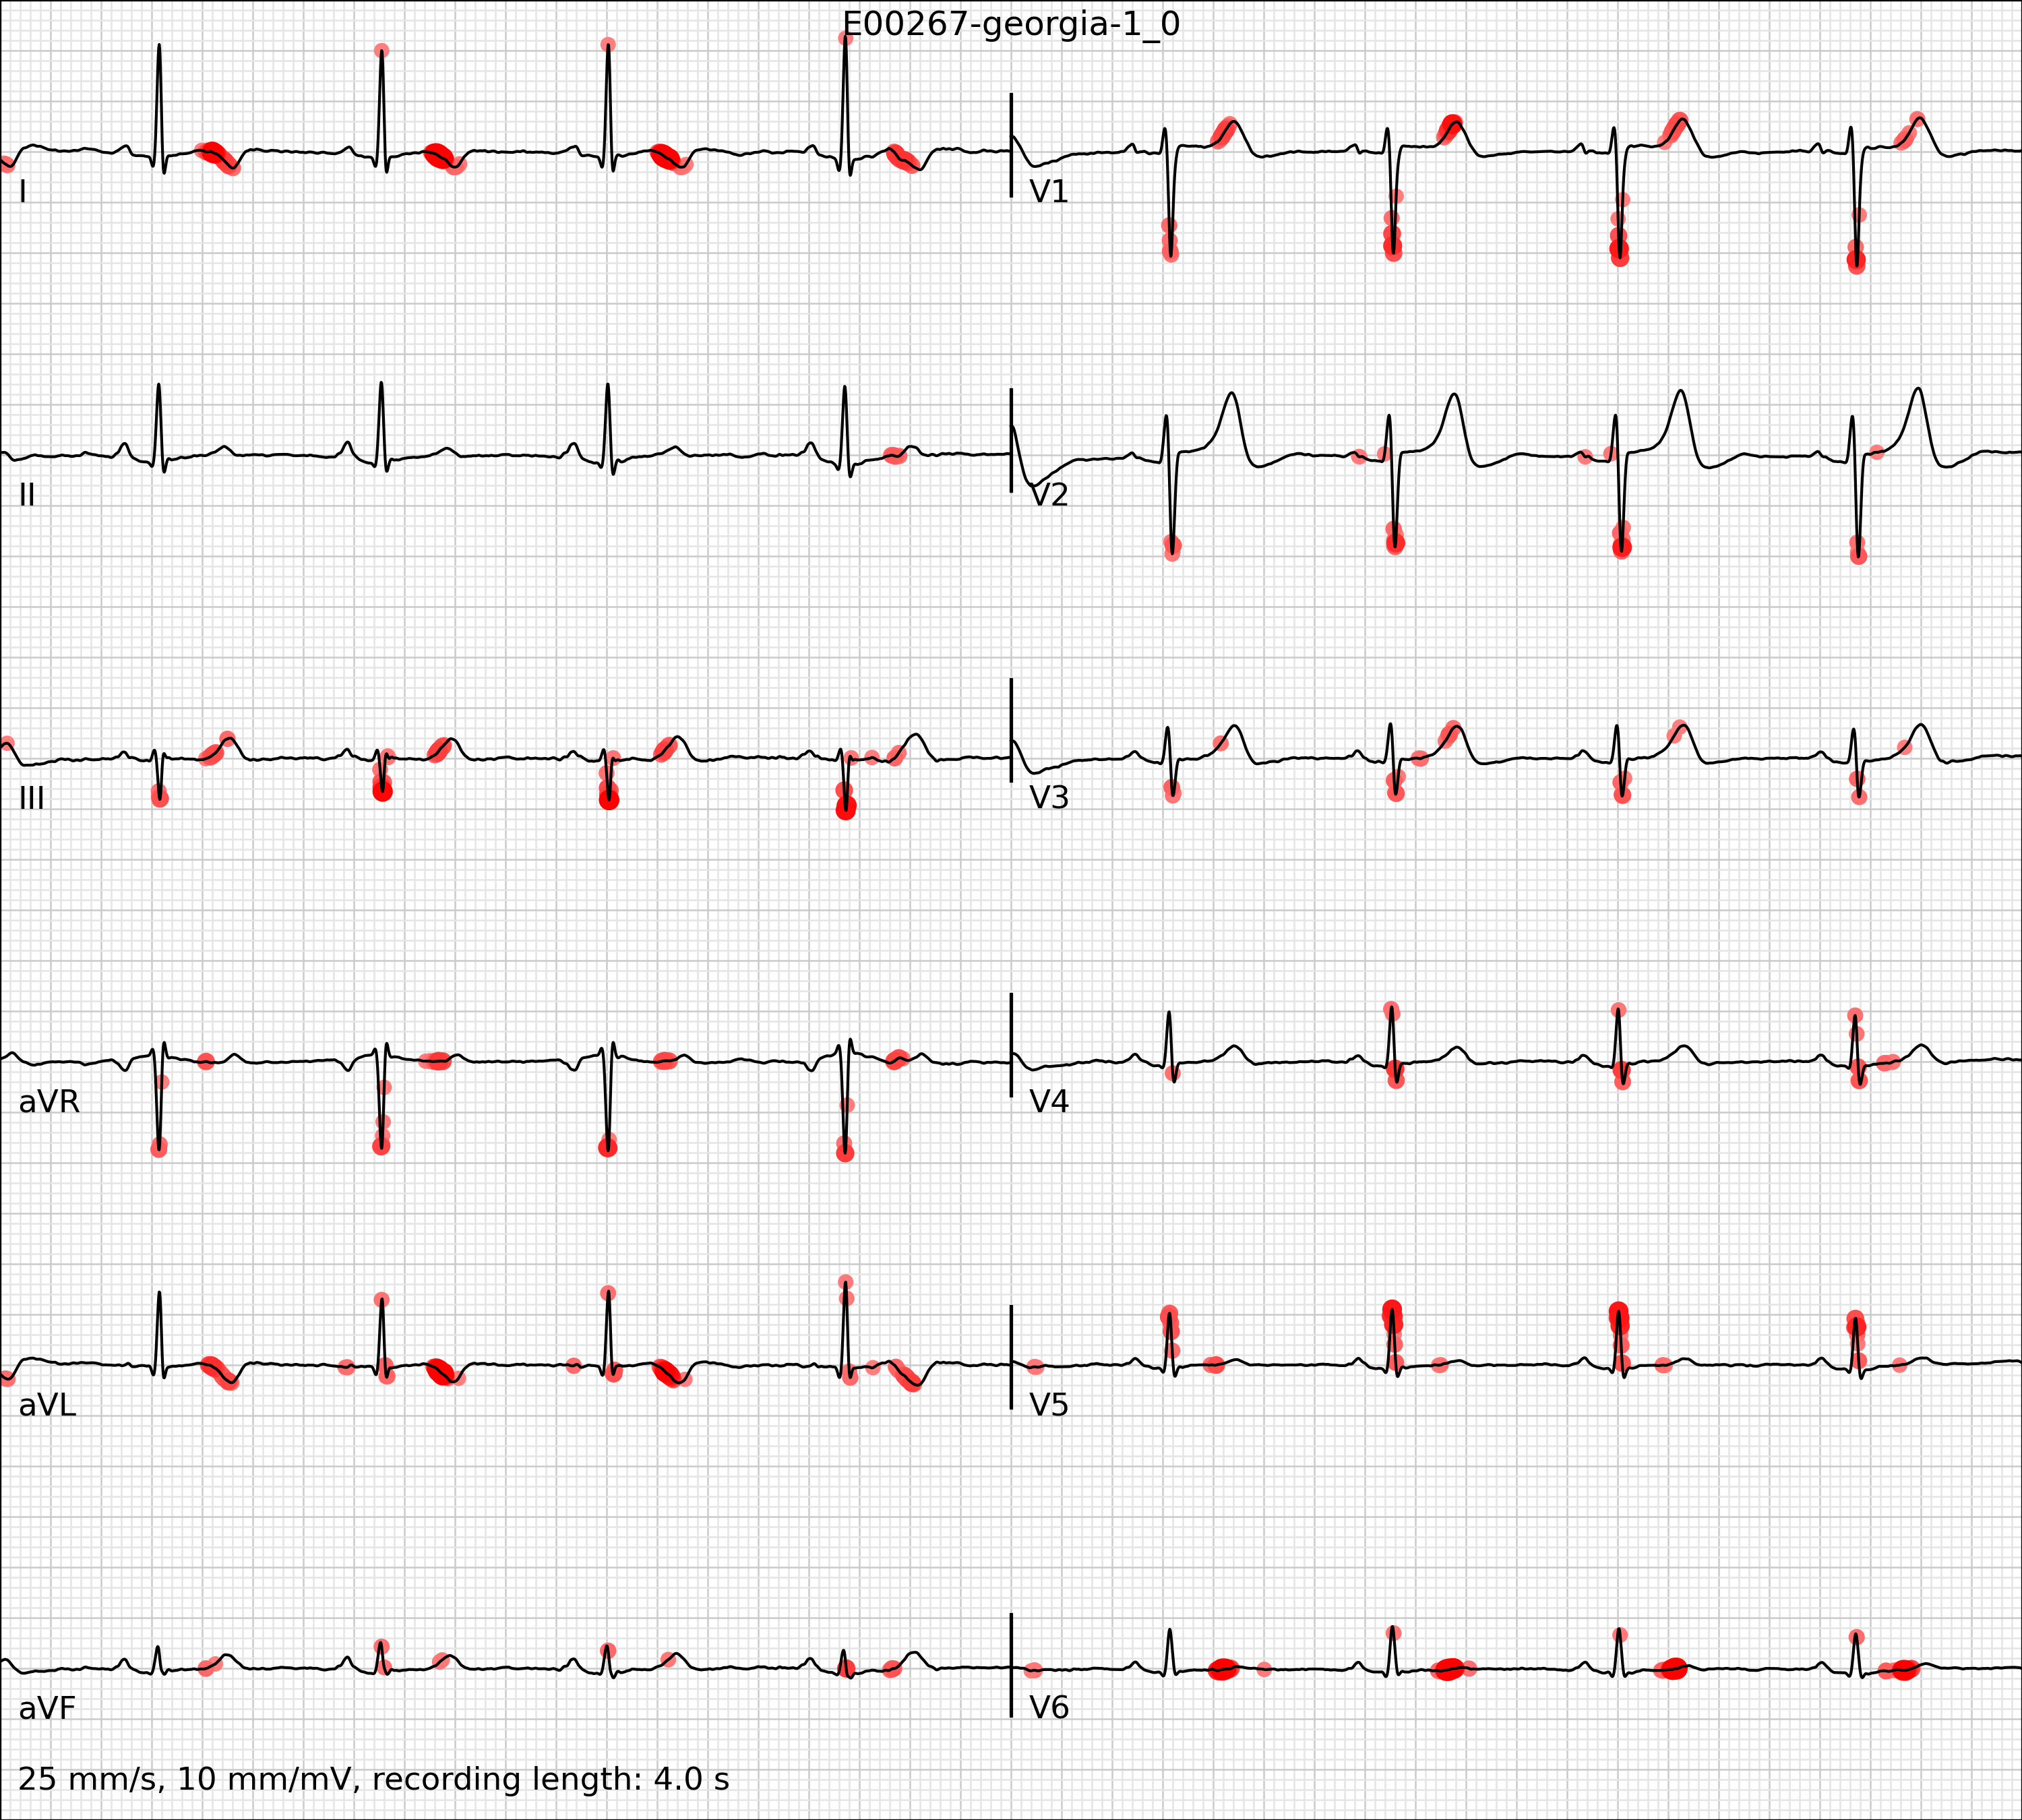 E00267-georgia-1_0
I
V1
II
V2
III
V3
aVR
V4
aVL
V5
aVF
V6
25 mm/s, 10 mm/mV, recording length: 4.0 s